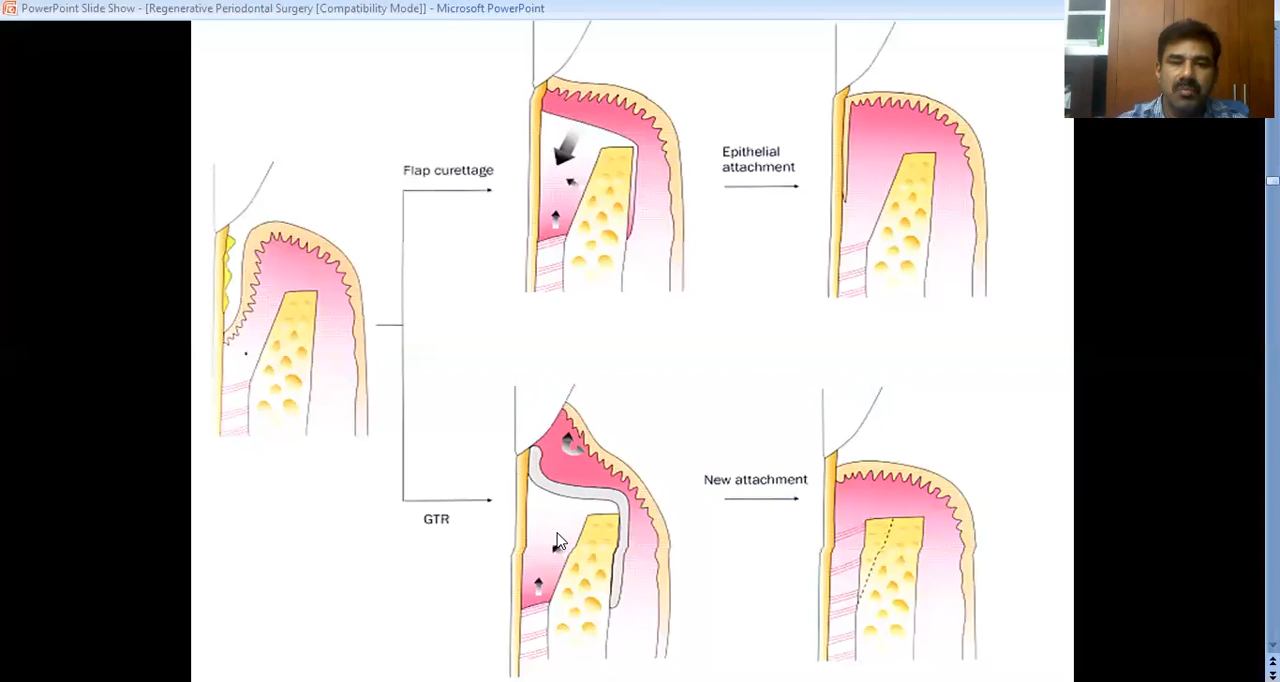 PowerPoint Slide Show - [Regenerative Periodontal Surgery [Compatibility Mode]] - Microsoft PowerPoint
Flap curettage
Epithelial
attachment
GTR
New attachment